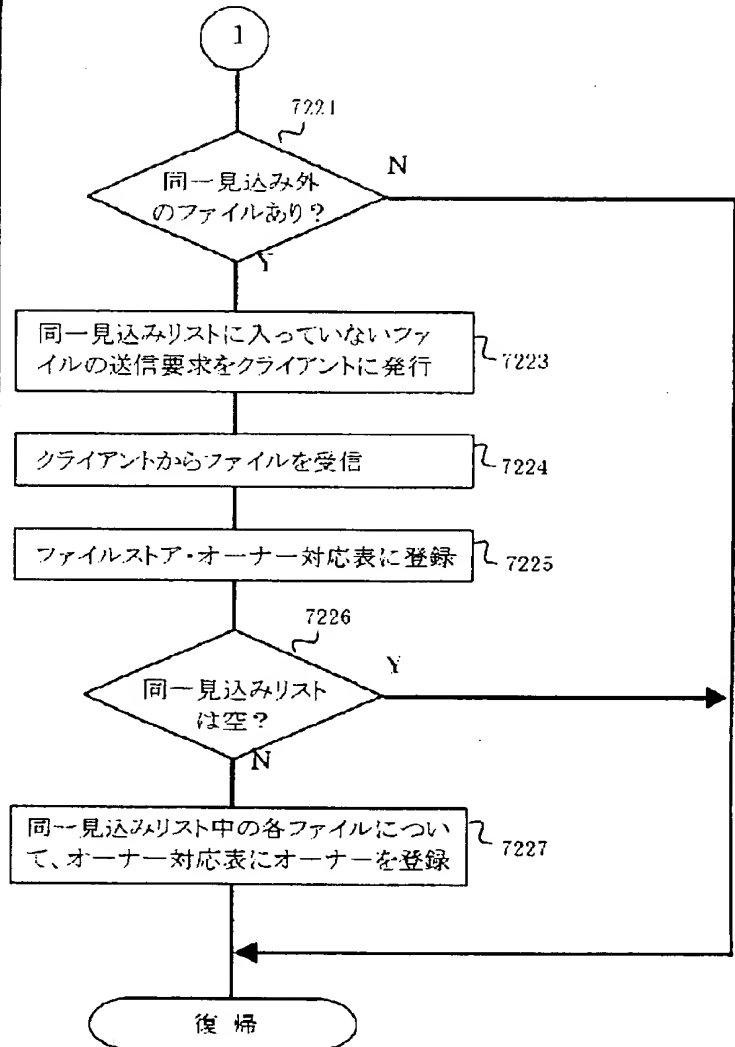 1
7221
同一見込み外
のファイルあり？
N
Y
同一見込みリストに入っていないファ
イルの送信要求をクライアントに発行
7223
クライアントからファイルを受信
7224
ファイルストア・オーナー対応表に登録
7225
7226
同一見込みリスト
は空？
Y
N
同一見込みリスト中の各ファイルについ
て、オーナー対応表にオーナーを登録
7227
復 帰